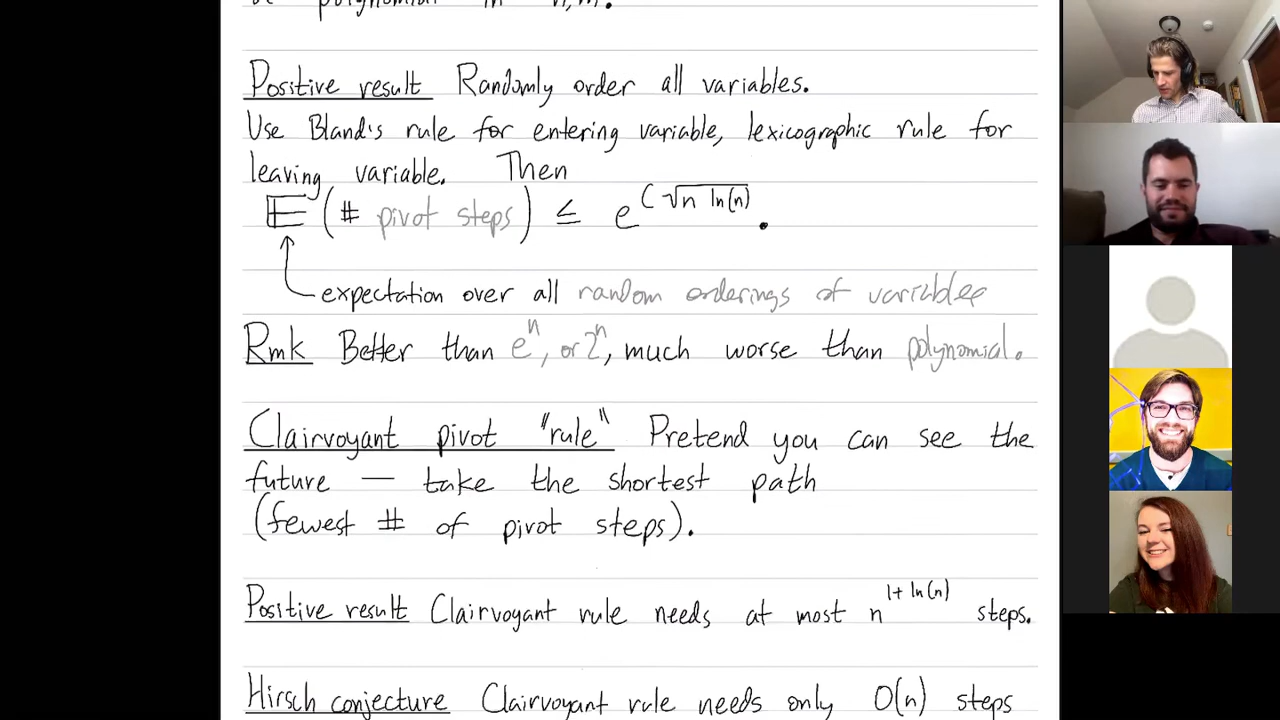 be polynomial in n,m.
Positive result Randomly order all variables.
Use Bland's rule for entering variable, lexicographic rule for
leaving variable. Then
𝔼 (# pivot steps) ≤ e^{C √(n ln(n))}.
expectation over all random orderings of variables
Rmk Better than e^n, or 2^n, much worse than polynomial.
Clairvoyant pivot "rule" Pretend you can see the
future — take the shortest path
(fewest # of pivot steps).
Positive result Clairvoyant rule needs at most n^{1+ ln(n)} steps.
Hirsch conjecture Clairvoyant rule needs only O(n) steps